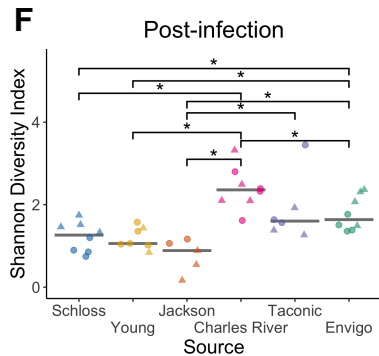 F
Post-infection
Shannon Diversity Index
4
2
0
*
*
*
*
*
*
*
*
Schloss
Young
Jackson
Charles River
Taconic
Envigo
Source